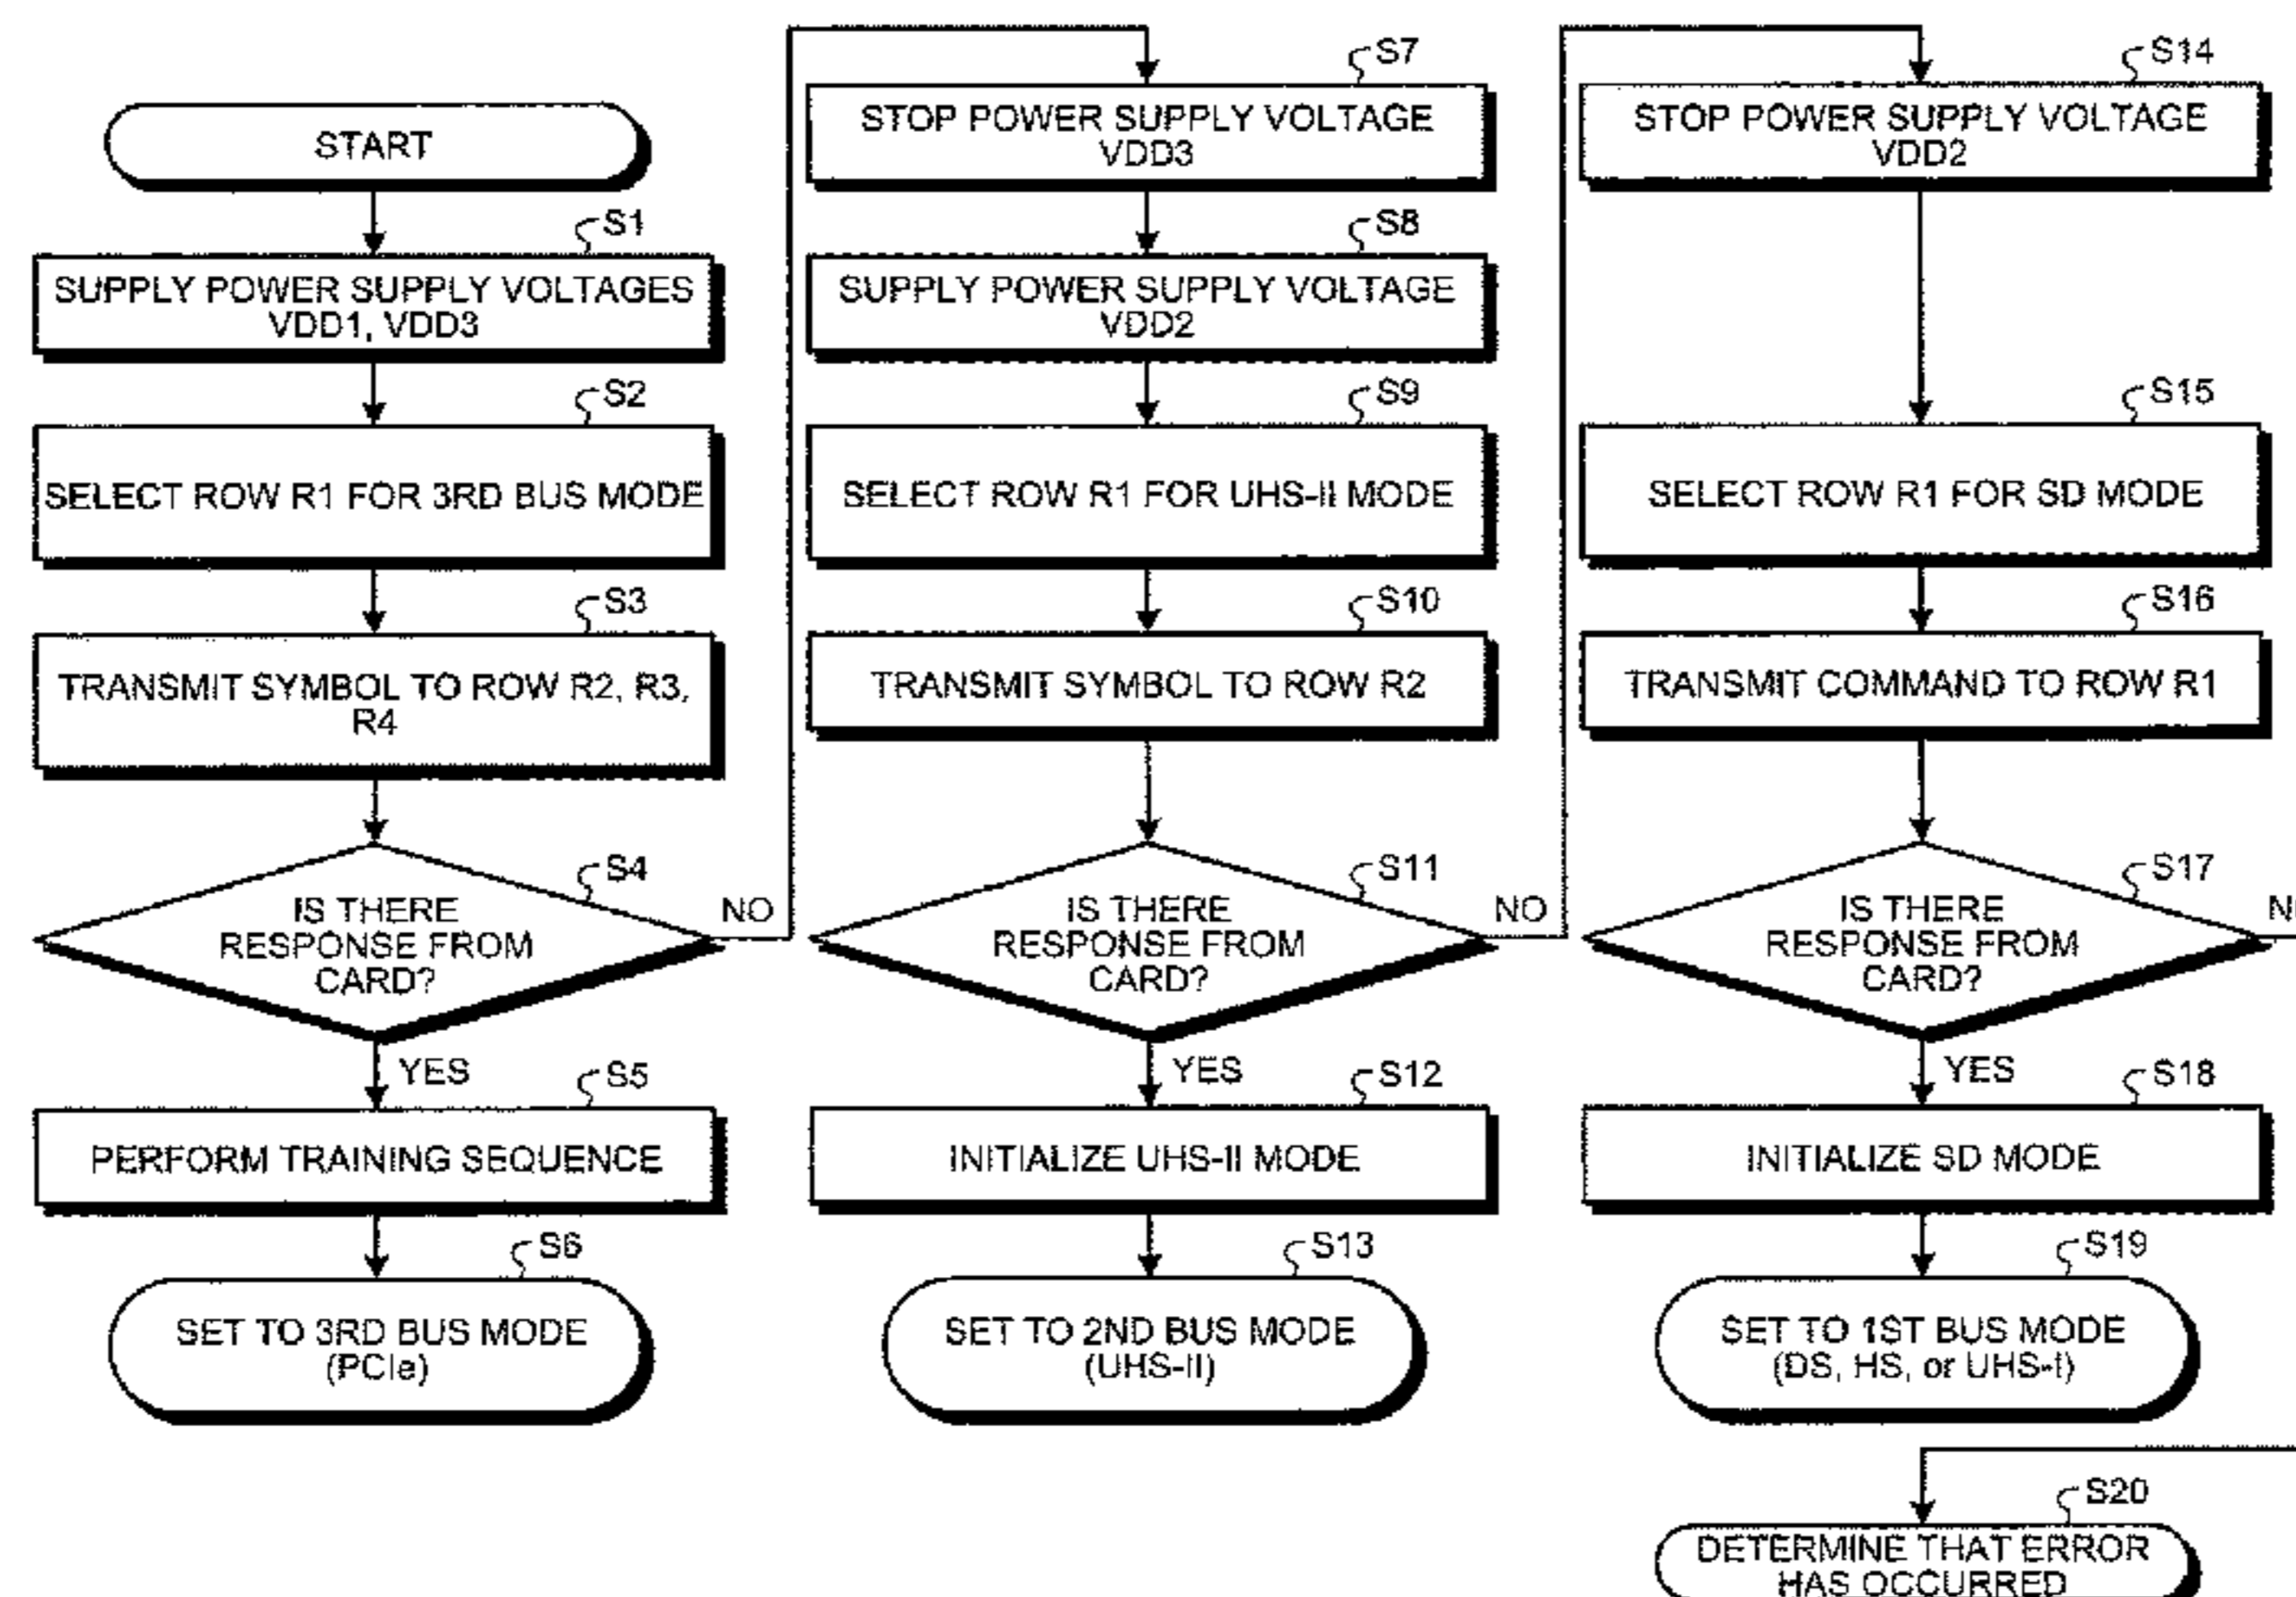 START
S1
SUPPLY POWER SUPPLY VOLTAGES
VDD1, VDD3
S2
SELECT ROW R1 FOR 3RD BUS MODE
S3
TRANSMIT SYMBOL TO ROW R2, R3,
R4
S4
IS THERE
RESPONSE FROM
CARD?
NO
YES
S5
PERFORM TRAINING SEQUENCE
S6
SET TO 3RD BUS MODE
(PCIe)
S7
STOP POWER SUPPLY VOLTAGE
VDD3
S8
SUPPLY POWER SUPPLY VOLTAGE
VDD2
S9
SELECT ROW R1 FOR UHS-II MODE
S10
TRANSMIT SYMBOL TO ROW R2
S11
IS THERE
RESPONSE FROM
CARD?
NO
YES
S12
INITIALIZE UHS-II MODE
S13
SET TO 2ND BUS MODE
(UHS-II)
S14
STOP POWER SUPPLY VOLTAGE
VDD2
S15
SELECT ROW R1 FOR SD MODE
S16
TRANSMIT COMMAND TO ROW R1
S17
IS THERE
RESPONSE FROM
CARD?
YES
S18
INITIALIZE SD MODE
S19
SET TO 1ST BUS MODE
(DS, HS, or UHS-I)
S20
DETERMINE THAT ERROR
HAS OCCURRED